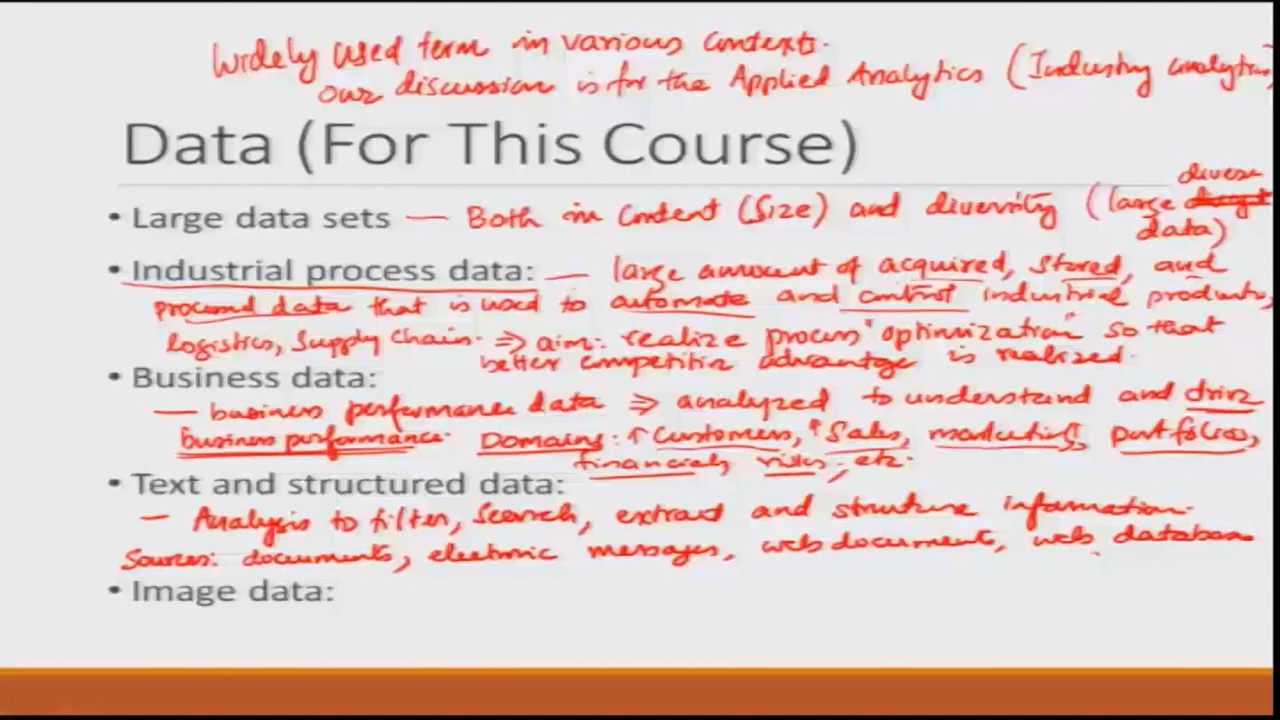 Widely used term in various contexts.
our discussion is for the Applied Analytics (Industry analytics
Data (For This Course)
• Large data sets — Both in Content (Size) and diversity (large diverse
data)
• Industrial process data: — large amount of acquired, stored, and
processed data that is used to automate and control industrial products,
logistics, supply chain. ⇒ aim: realize process "optimization" so that
better competitive advantage is realized.
• Business data:
— business performance data ⇒ analyzed to understand and drive
business performance. Domains: ↑ Customers, ↑ Sales, marketing, portfolios,
financials, risks, etc.
• Text and structured data:
— Analysis to filter, Search, extract and structure information.
Sources: documents, electronic messages, web documents, web database
• Image data: